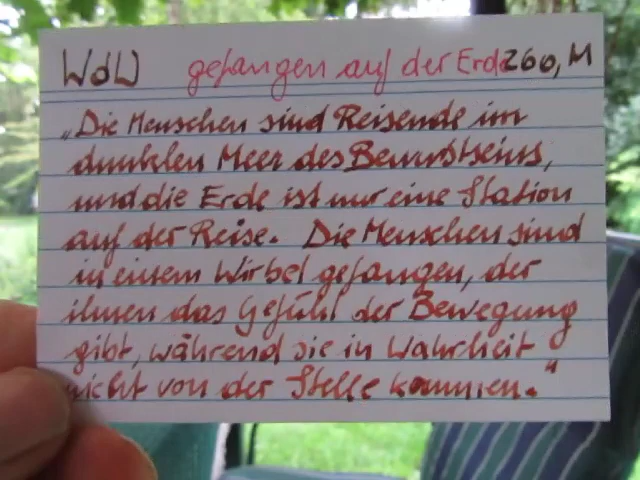 WdU gefangen auf der Erde 260, M
„Die Menschen sind Reisende im
dunklen Meer des Bewußtseins,
und die Erde ist nur eine Station
auf der Reise. Die Menschen sind
in einem Wirbel gefangen, der
ihnen das Gefühl der Bewegung
gibt, während sie in Wahrheit
nicht von der Stelle kommen."